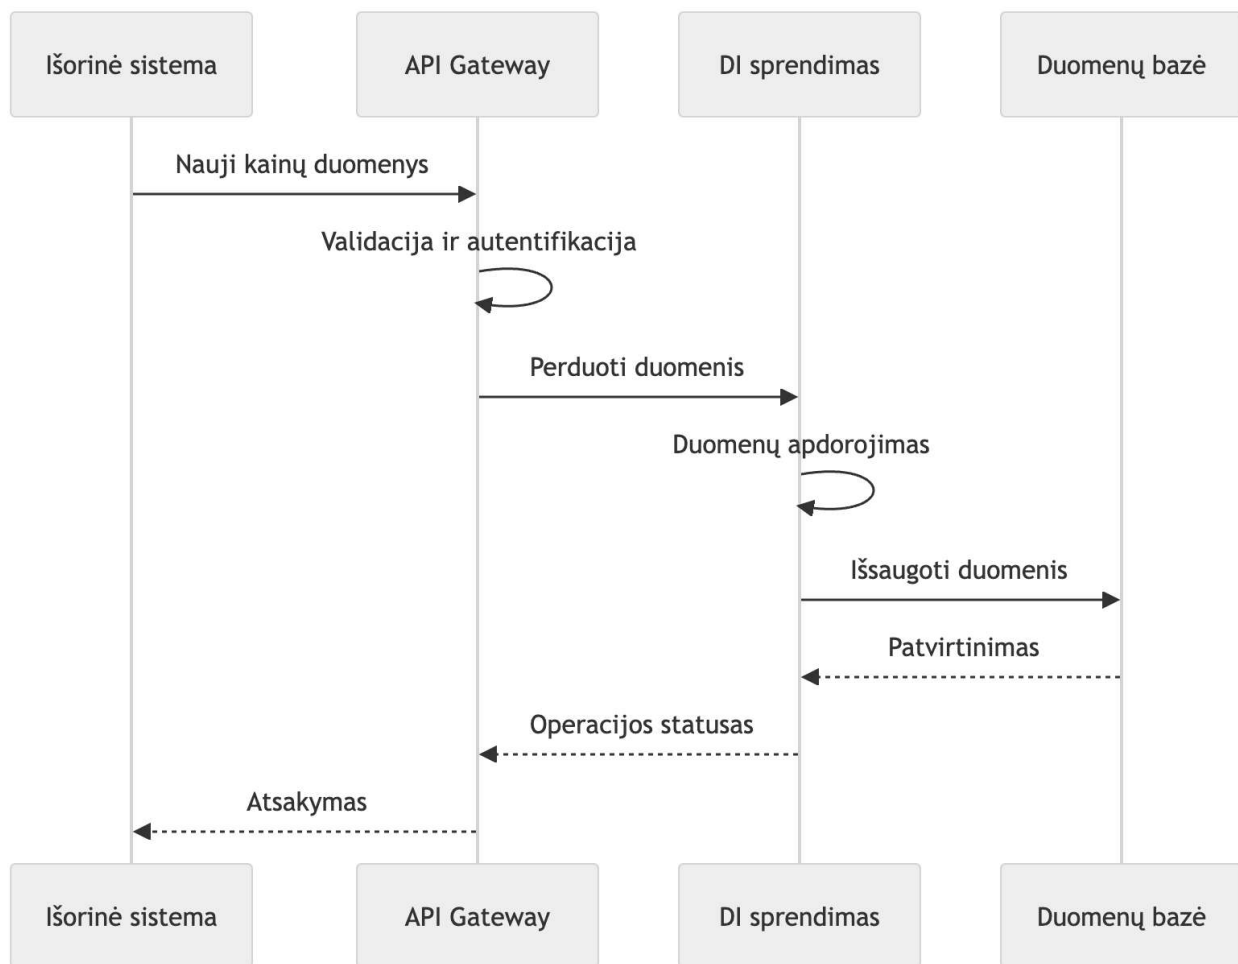 Išorinė sistema
API Gateway
DI sprendimas
Duomenų bazė
Nauji kainų duomenys
Validacija ir autentifikacija
Perduoti duomenis
Duomenų apdorojimas
Išsaugoti duomenis
Patvirtinimas
Operacijos statusas
Atsakymas
Išorinė sistema
API Gateway
DI sprendimas
Duomenų bazė